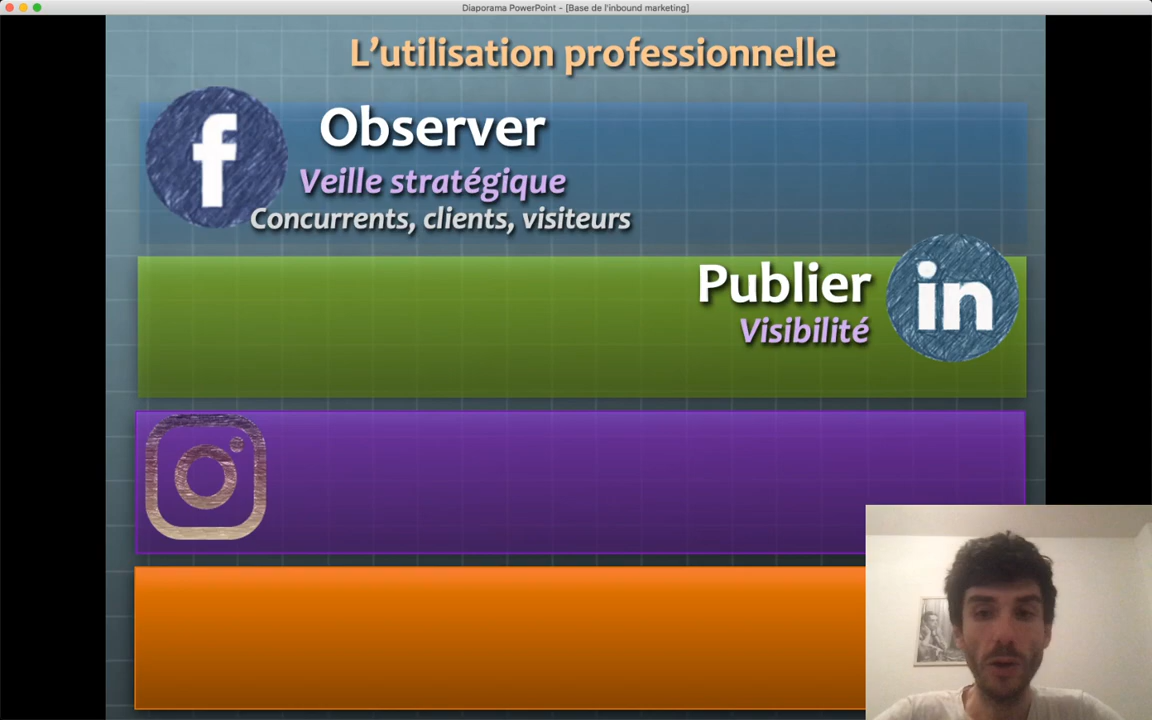 Diaporama PowerPoint - [Base de l'inbound marketing]
L'utilisation professionnelle
Observer
Veille stratégique
Concurrents, clients, visiteurs
Publier
Visibilité
in